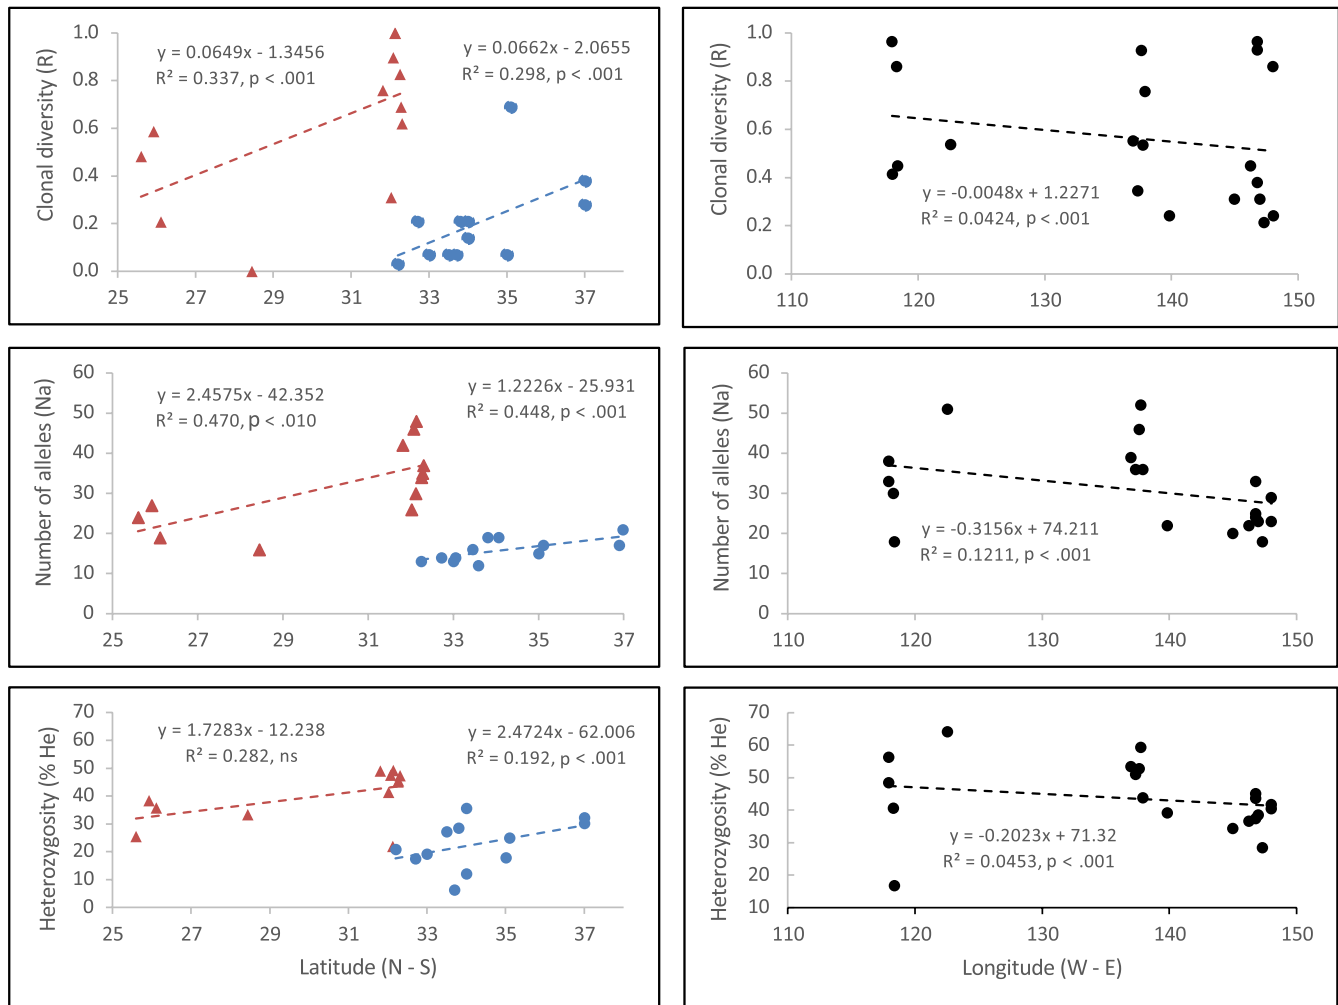 Clonal diversity (R)
1.0
0.8
0.6
0.4
0.2
0.0
y = 0.0649x - 1.3456
R² = 0.337, p < .001
y = 0.0662x - 2.0655
R² = 0.298, p < .001
25 27 29 31 33 35 37
Clonal diversity (R)
1.0
0.8
0.6
0.4
0.2
0.0
y = -0.0048x + 1.2271
R² = 0.0424, p < .001
110 120 130 140 150
Number of alleles (Na)
60
50
40
30
20
10
0
y = 2.4575x - 42.352
R² = 0.470, p < .010
y = 1.2226x - 25.931
R² = 0.448, p < .001
25 27 29 31 33 35 37
Number of alleles (Na)
60
50
40
30
20
10
0
y = -0.3156x + 74.211
R² = 0.1211, p < .001
110 120 130 140 150
Heterozygosity (% He)
70
60
50
40
30
20
10
0
y = 1.7283x - 12.238
R² = 0.282, ns
y = 2.4724x - 62.006
R² = 0.192, p < .001
25 27 29 31 33 35 37
Latitude (N - S)
Heterozygosity (% He)
70
60
50
40
30
20
10
y = -0.2023x + 71.32
R² = 0.0453, p < .001
110 120 130 140 150
Longitude (W - E)